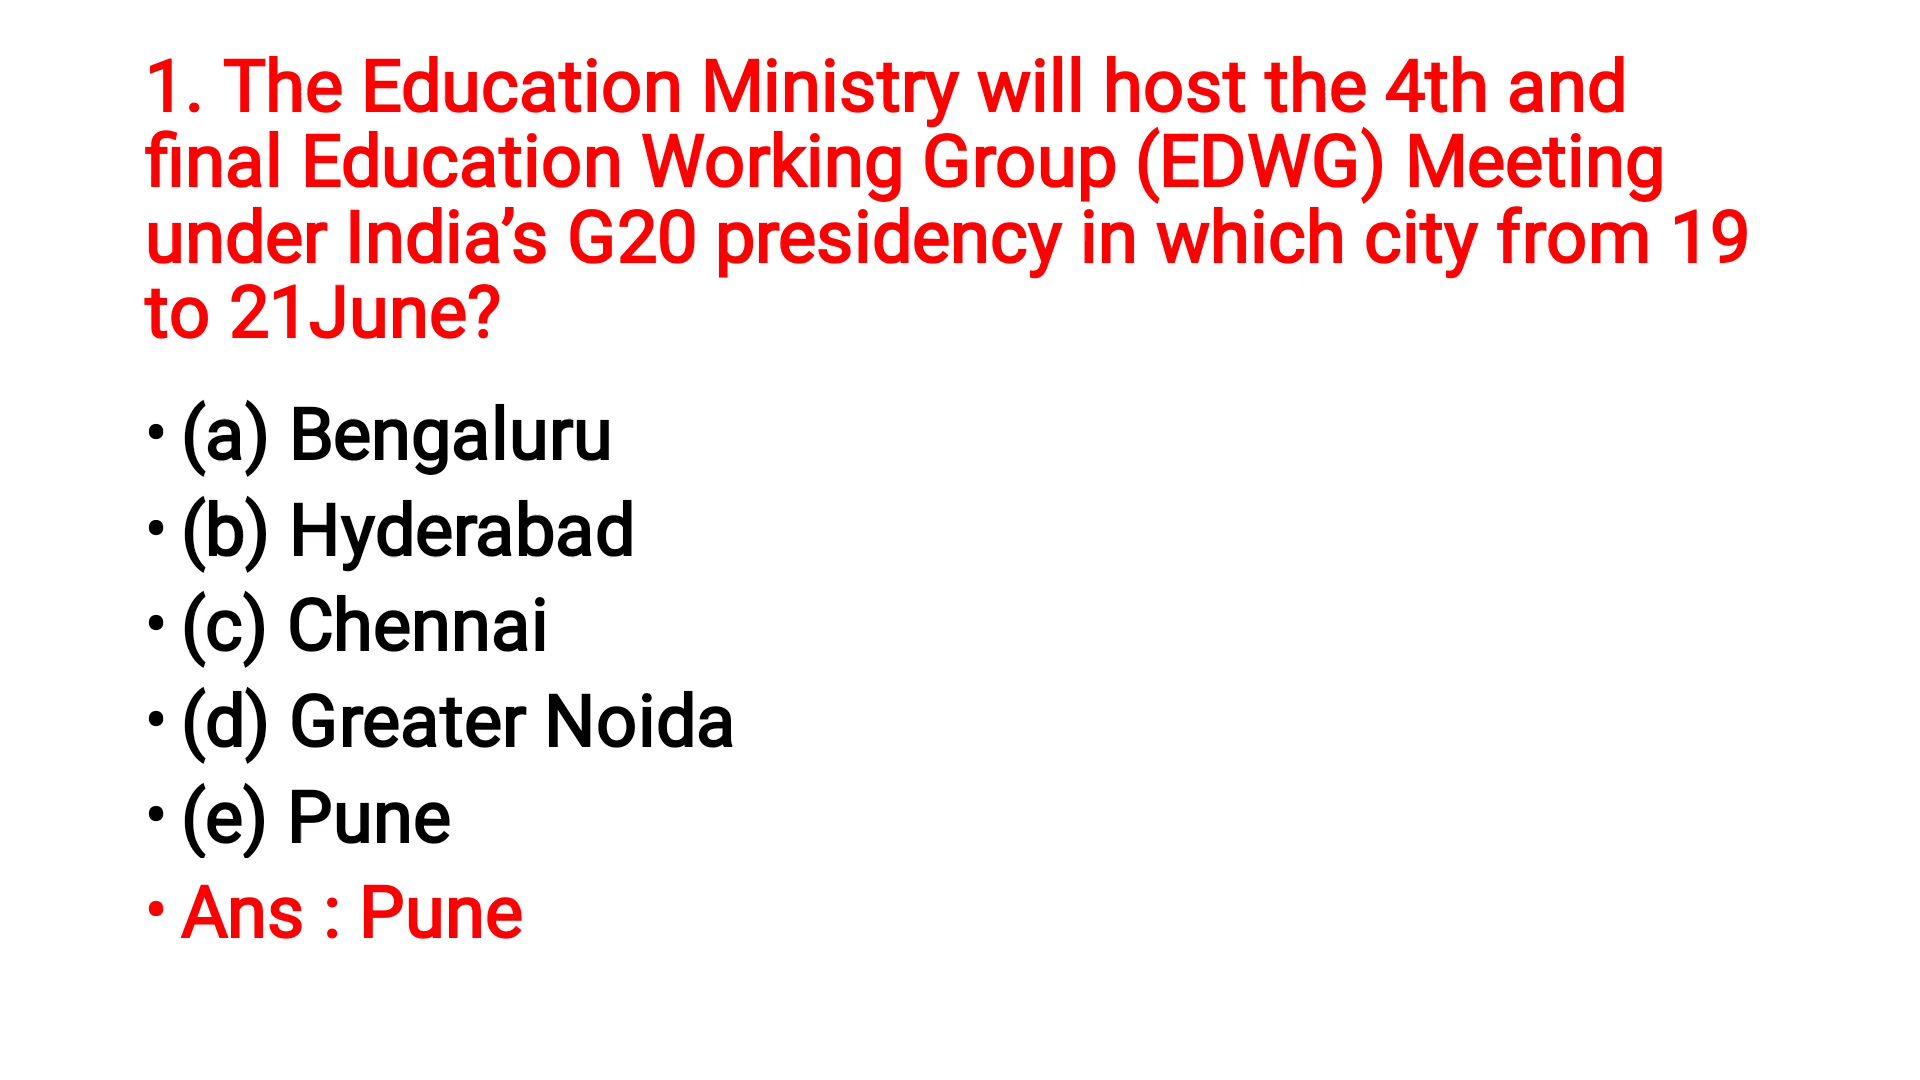 1. The Education Ministry will host the 4th and
final Education Working Group (EDWG) Meeting
under India’s G20 presidency in which city from 19
to 21June?
• (a) Bengaluru
• (b) Hyderabad
• (c) Chennai
• (d) Greater Noida
• (e) Pune
• Ans : Pune